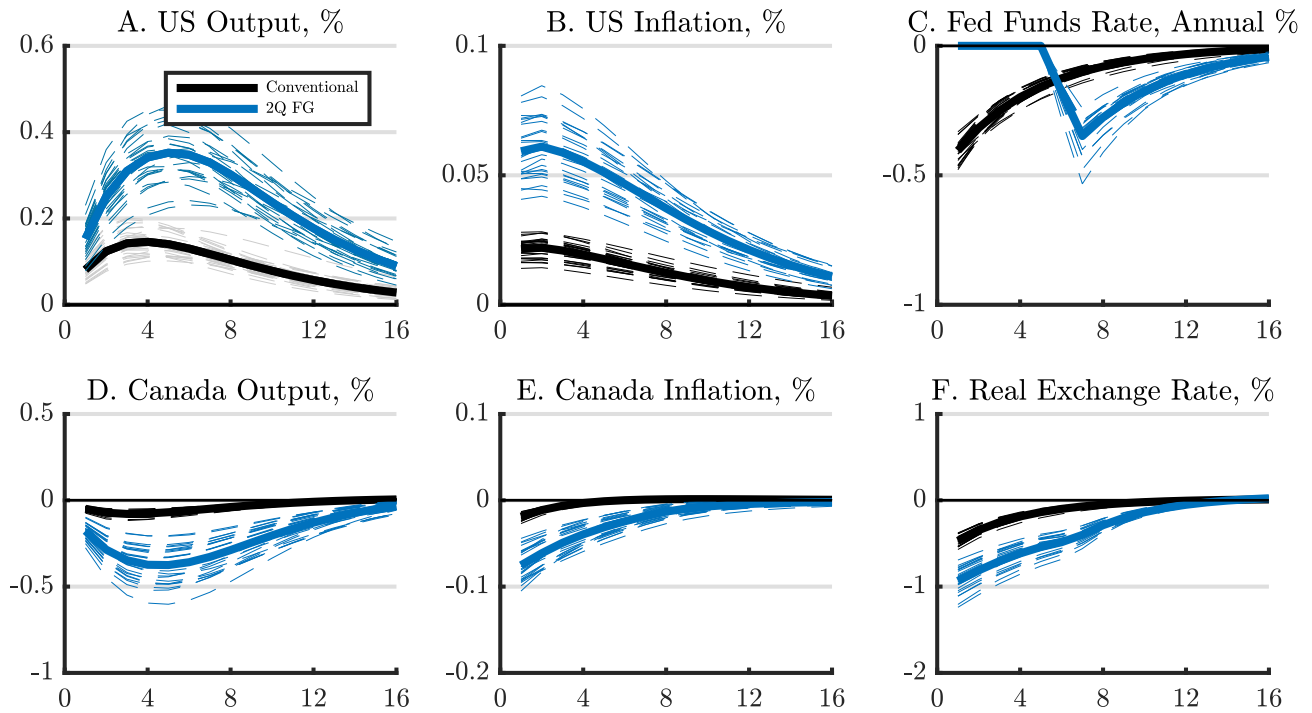 A. US Output, %
0.6
0.4
0.2
0
0 4 8 12 16
Conventional
2Q FG
B. US Inflation, %
0.1
0.05
0
0 4 8 12 16
C. Fed Funds Rate, Annual %
0
-0.5
-1
0 4 8 12 16
D. Canada Output, %
0.5
0
-0.5
-1
0 4 8 12 16
E. Canada Inflation, %
0.1
0
-0.1
-0.2
0 4 8 12 16
F. Real Exchange Rate, %
1
0
-1
-2
0 4 8 12 16